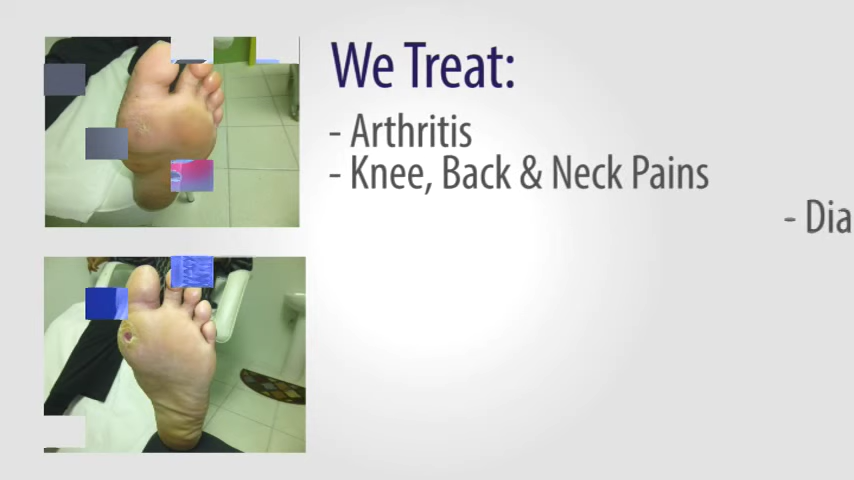 We Treat:
- Arthritis
- Knee, Back & Neck Pains
- Dia